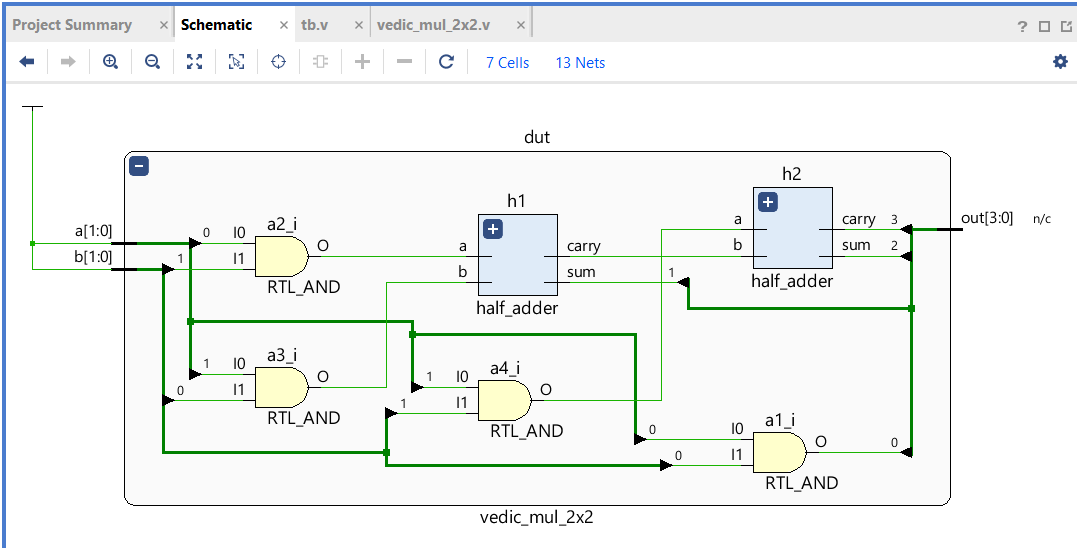 Project Summary × Schematic × tb.v × vedic_mul_2x2.v × ?
7 Cells 13 Nets
dut
h2
h1
a2_i
a[1:0] 0 I0 O
b[1:0] 1 I1
RTL_AND
a carry
b sum 1
half_adder
a carry 3 out[3:0] n/c
b sum 2
half_adder
a3_i
1 I0 O
0 I1
RTL_AND
a4_i
1 I0 O
1 I1
RTL_AND
a1_i
0 I0 O 0
0 I1
RTL_AND
vedic_mul_2x2